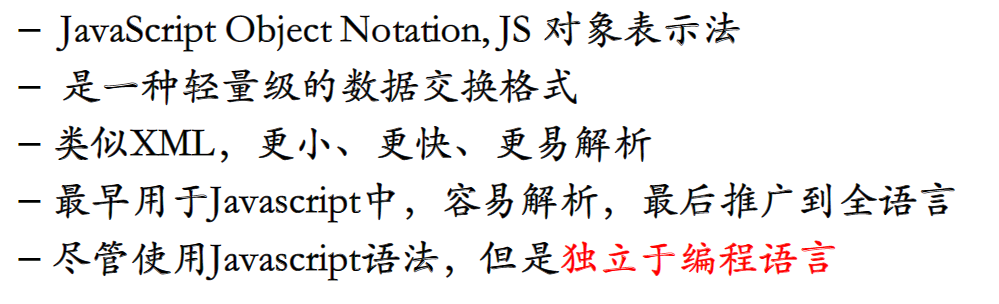 – JavaScript Object Notation, JS 对象表示法
– 是一种轻量级的数据交换格式
– 类似XML，更小、更快、更易解析
– 最早用于Javascript中，容易解析，最后推广到全语言
– 尽管使用Javascript语法，但是独立于编程语言